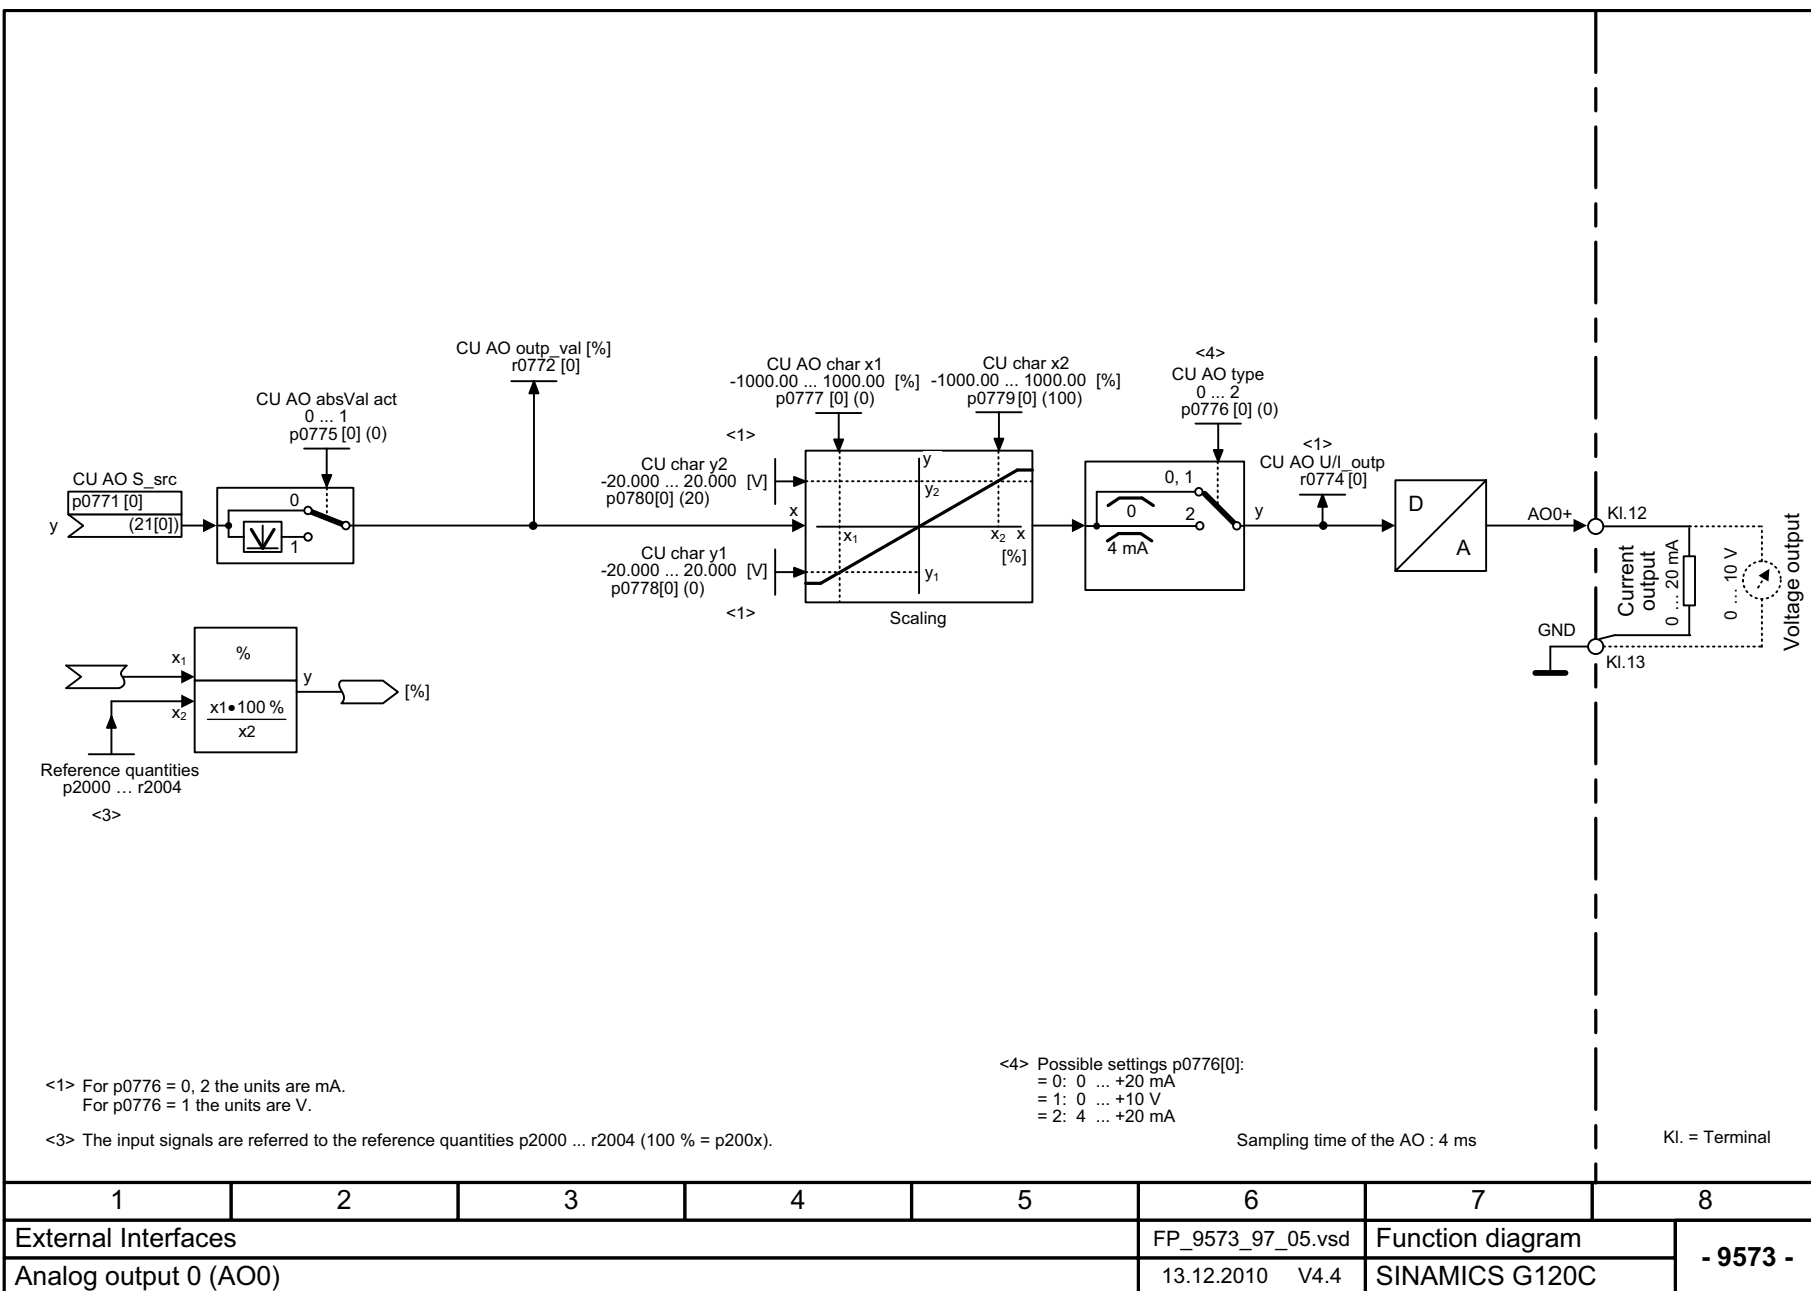 CU AO outp_val [%]
r0772 [0]
CU AO absVal act
0 ... 1
p0775 [0] (0)
CU AO S_src
p0771 [0]
(21[0])
y
0
1
CU AO char x1
-1000.00 ... 1000.00 [%]
p0777 [0] (0)
CU char x2
-1000.00 ... 1000.00 [%]
p0779 [0] (100)
<1>
CU char y2
-20.000 ... 20.000 [V]
p0780[0] (20)
x
CU char y1
-20.000 ... 20.000 [V]
p0778[0] (0)
<1>
y
y2
x1
x2 x
[%]
y1
Scaling
<4>
CU AO type
0 ... 2
p0776 [0] (0)
0, 1
0
2
4 mA
y
<1>
CU AO U/I_outp
r0774 [0]
D
A
AO0+
Kl.12
Current output
0 ... 20 mA
0 ... 10 V
Voltage output
GND
Kl.13
x1
x2
%
x1•100 %
x2
y
[%]
Reference quantities
p2000 ... r2004
<3>
<1> For p0776 = 0, 2 the units are mA.
For p0776 = 1 the units are V.
<3> The input signals are referred to the reference quantities p2000 ... r2004 (100 % = p200x).
<4> Possible settings p0776[0]:
= 0: 0 ... +20 mA
= 1: 0 ... +10 V
= 2: 4 ... +20 mA
Sampling time of the AO : 4 ms
Kl. = Terminal
1 2 3 4 5 6 7 8
External Interfaces
FP_9573_97_05.vsd
Function diagram
- 9573 -
Analog output 0 (AO0)
13.12.2010 V4.4
SINAMICS G120C